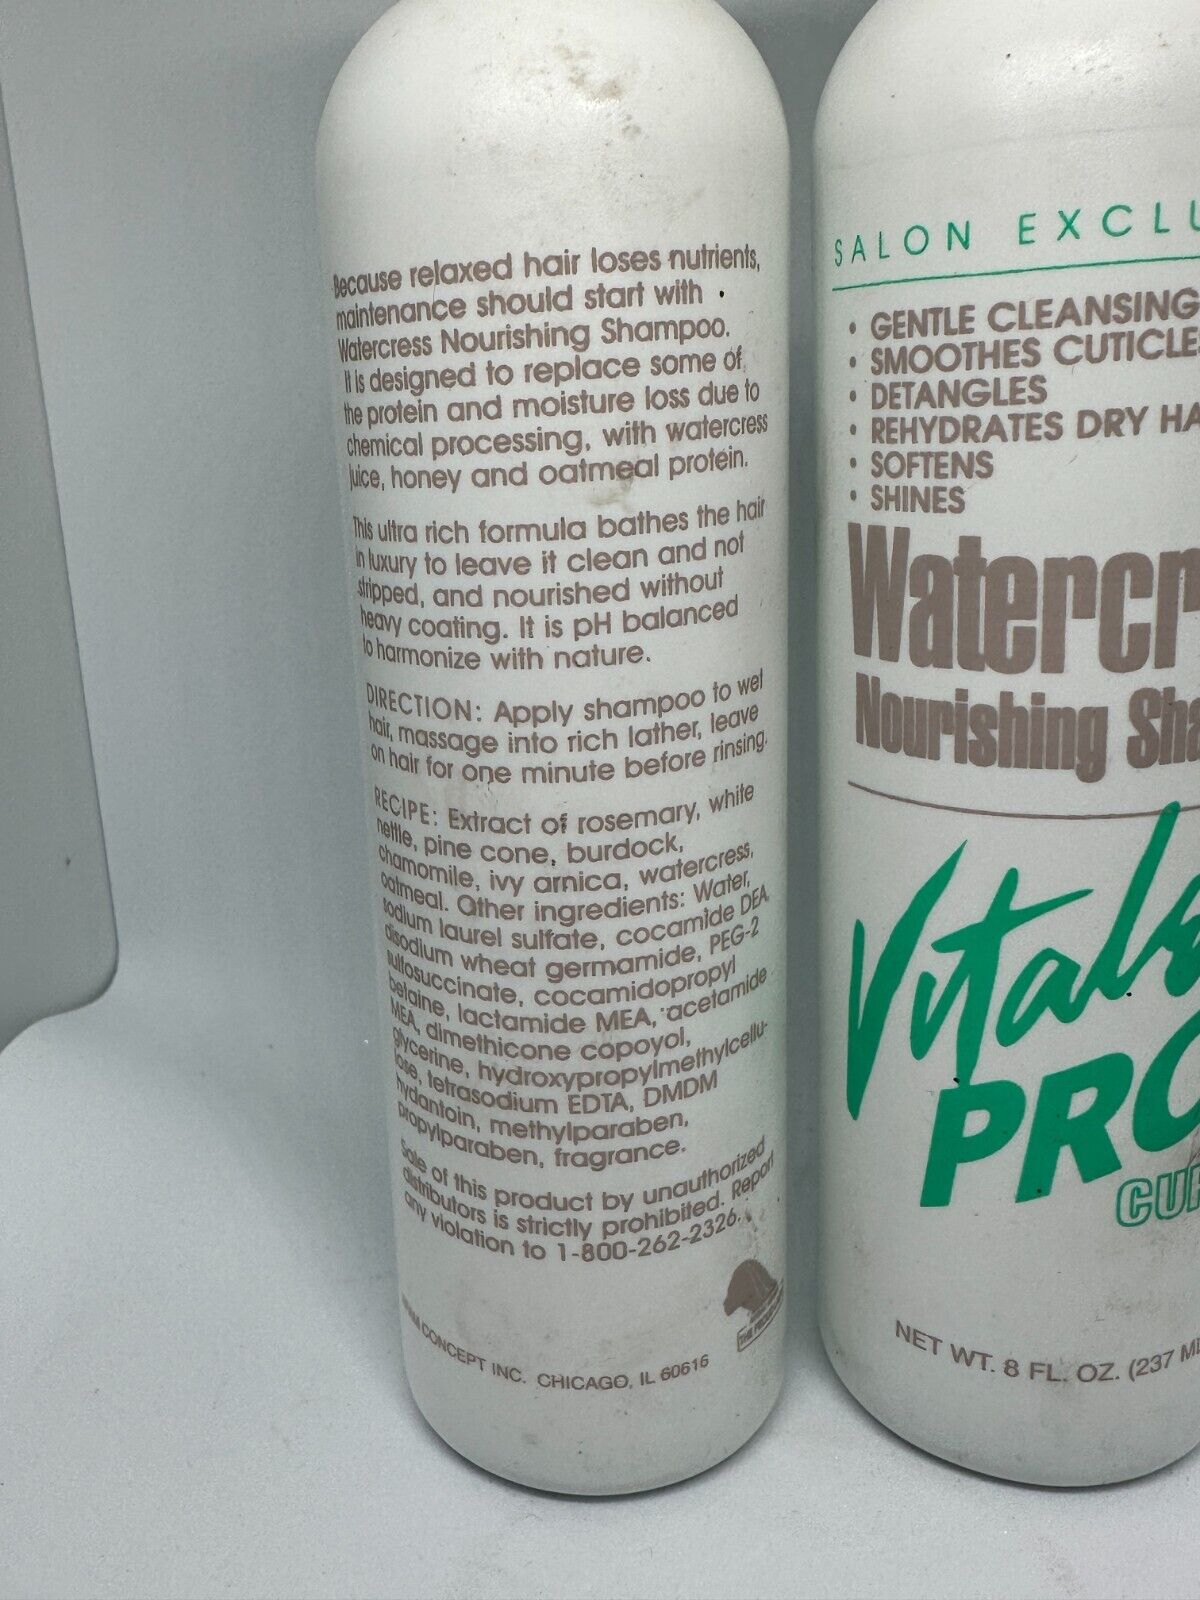 Because relaxed hair loses nutrients,
maintenance should start with
Watercress Nourishing Shampoo.
It is designed to replace some of
the protein and moisture loss due to
chemical processing, with watercress
juice, honey and oatmeal protein.
This ultra rich formula bathes the hair
in luxury to leave it clean and not
stripped, and nourished without
heavy coating. It is pH balanced
to harmonize with nature.
DIRECTION: Apply shampoo to wet
hair, massage into rich lather, leave
on hair for one minute before rinsing.
RECIPE: Extract of rosemary, white
nettle, pine cone, burdock,
chamomile, ivy arnica, watercress,
oatmeal. Other ingredients: Water,
sodium laurel sulfate, cocamide DEA,
disodium wheat germamide, PEG-2
sulfosuccinate, cocamidopropyl
betaine, lactamide MEA, acetamide
MEA, dimethicone copoyol,
glycerine, hydroxypropylmethylcellu-
lose, tetrasodium EDTA, DMDM
hydantoin, methylparaben,
propylparaben, fragrance.
Sale of this product by unauthorized
distributors is strictly prohibited. Report
any violation to 1-800-262-2326.
CONCEPT INC. CHICAGO, IL 60616
THE
SALON EXCLU
• GENTLE CLEANSING
• SMOOTHES CUTICLE
• DETANGLES
• REHYDRATES DRY HA
• SOFTENS
• SHINES
Watercr
Nourishing Sha
Vital
PRO
CU
NET WT. 8 FL. OZ. (237 ML